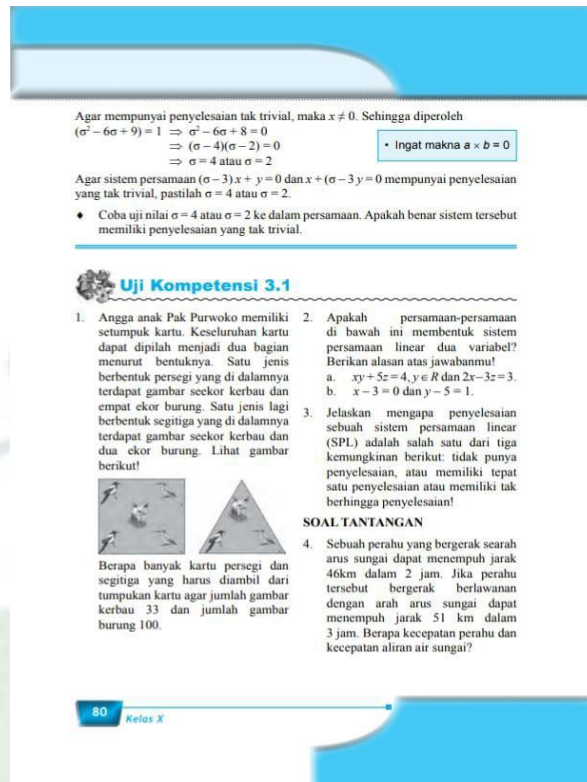 Agar mempunyai penyelesaian tak trivial, maka x ≠ 0. Sehingga diperoleh
(σ² – 6σ + 9) = 1 ⇒ σ² – 6σ + 8 = 0
⇒ (σ – 4)(σ – 2) = 0
⇒ σ = 4 atau σ = 2
• Ingat makna a × b = 0
Agar sistem persamaan (σ – 3) x + y = 0 dan x + (σ – 3 y = 0 mempunyai penyelesaian
yang tak trivial, pastilah σ = 4 atau σ = 2.
♦ Coba uji nilai σ = 4 atau σ = 2 ke dalam persamaan. Apakah benar sistem tersebut
memiliki penyelesaian yang tak trivial.
Uji Kompetensi 3.1
1. Angga anak Pak Purwoko memiliki
setumpuk kartu. Keseluruhan kartu
dapat dipilah menjadi dua bagian
menurut bentuknya. Satu jenis
berbentuk persegi yang di dalamnya
terdapat gambar seekor kerbau dan
empat ekor burung. Satu jenis lagi
berbentuk segitiga yang di dalamnya
terdapat gambar seekor kerbau dan
dua ekor burung. Lihat gambar
berikut!
Berapa banyak kartu persegi dan
segitiga yang harus diambil dari
tumpukan kartu agar jumlah gambar
kerbau 33 dan jumlah gambar
burung 100.
2. Apakah persamaan-persamaan
di bawah ini membentuk sistem
persamaan linear dua variabel?
Berikan alasan atas jawabanmu!
a. xy + 5z = 4, y ∈ R dan 2x – 3z = 3.
b. x – 3 = 0 dan y – 5 = 1.
3. Jelaskan mengapa penyelesaian
sebuah sistem persamaan linear
(SPL) adalah salah satu dari tiga
kemungkinan berikut: tidak punya
penyelesaian, atau memiliki tepat
satu penyelesaian atau memiliki tak
berhingga penyelesaian!
SOAL TANTANGAN
4. Sebuah perahu yang bergerak searah
arus sungai dapat menempuh jarak
46km dalam 2 jam. Jika perahu
tersebut bergerak berlawanan
dengan arah arus sungai dapat
menempuh jarak 51 km dalam
3 jam. Berapa kecepatan perahu dan
kecepatan aliran air sungai?
80
Kelas X